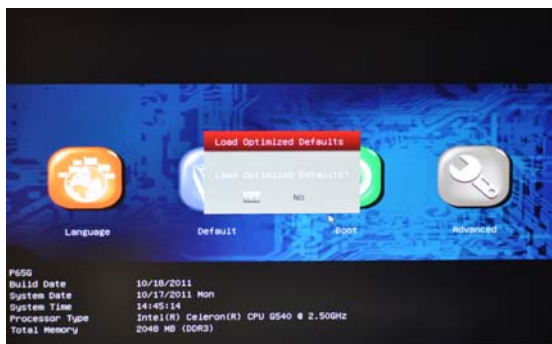 Load Optimized Defaults
Load Optimized Defaults?
Yes No
Language
Default
Boot
Advanced
P65G
Build Date 10/18/2011
System Date 10/17/2011 Mon
System Time 14:45:14
Processor Type Intel(R) Celeron(R) CPU G540 @ 2.50GHz
Total Memory 2048 MB (DDR3)